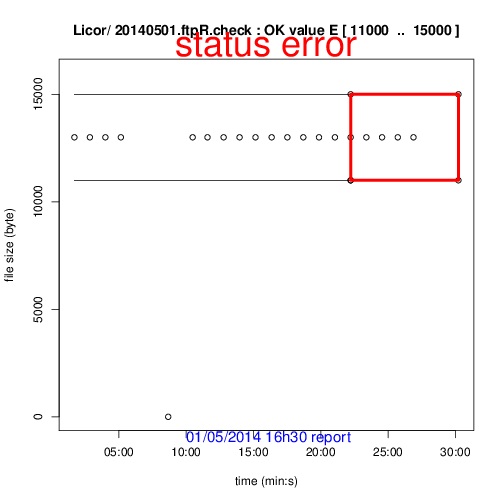 Licor/ 20140501.ftpR.check : OK value E [ 11000 .. 15000 ]
status error
15000
10000
5000
0
file size (byte)
01/05/2014 16h30 report
05:00 10:00 15:00 20:00 25:00 30:00
time (min:s)